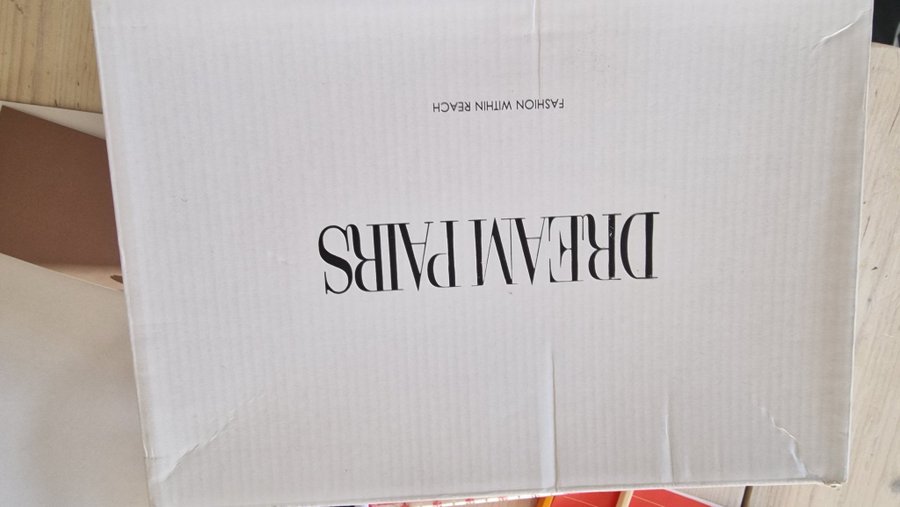 DREAM PAIRS
FASHION WITHIN REACH